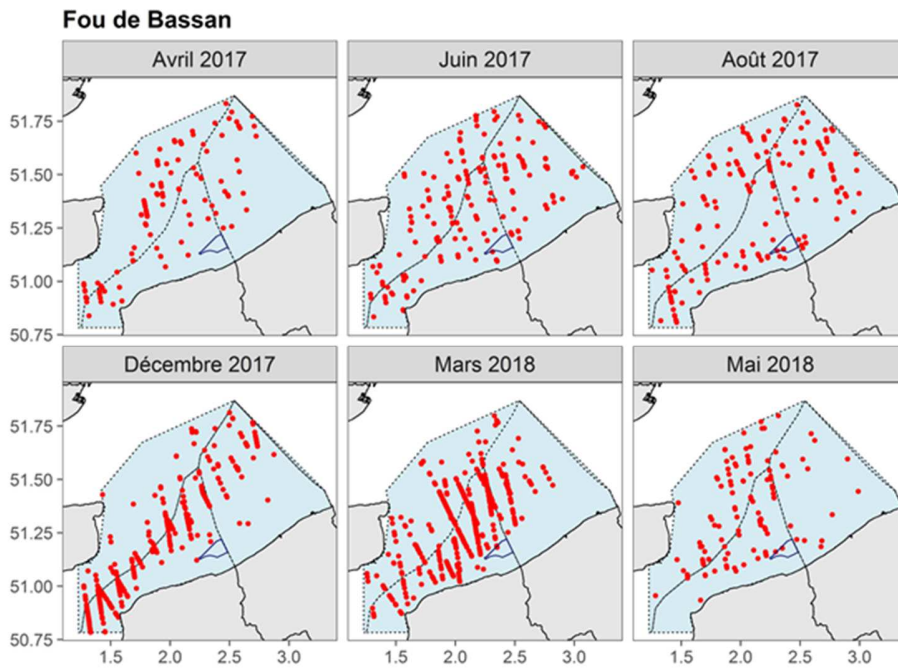 Fou de Bassan
Avril 2017
Juin 2017
Août 2017
51.75
51.50
51.25
51.00
50.75
Décembre 2017
Mars 2018
Mai 2018
51.75
51.50
51.25
51.00
50.75
1.5 2.0 2.5 3.0
1.5 2.0 2.5 3.0
1.5 2.0 2.5 3.0